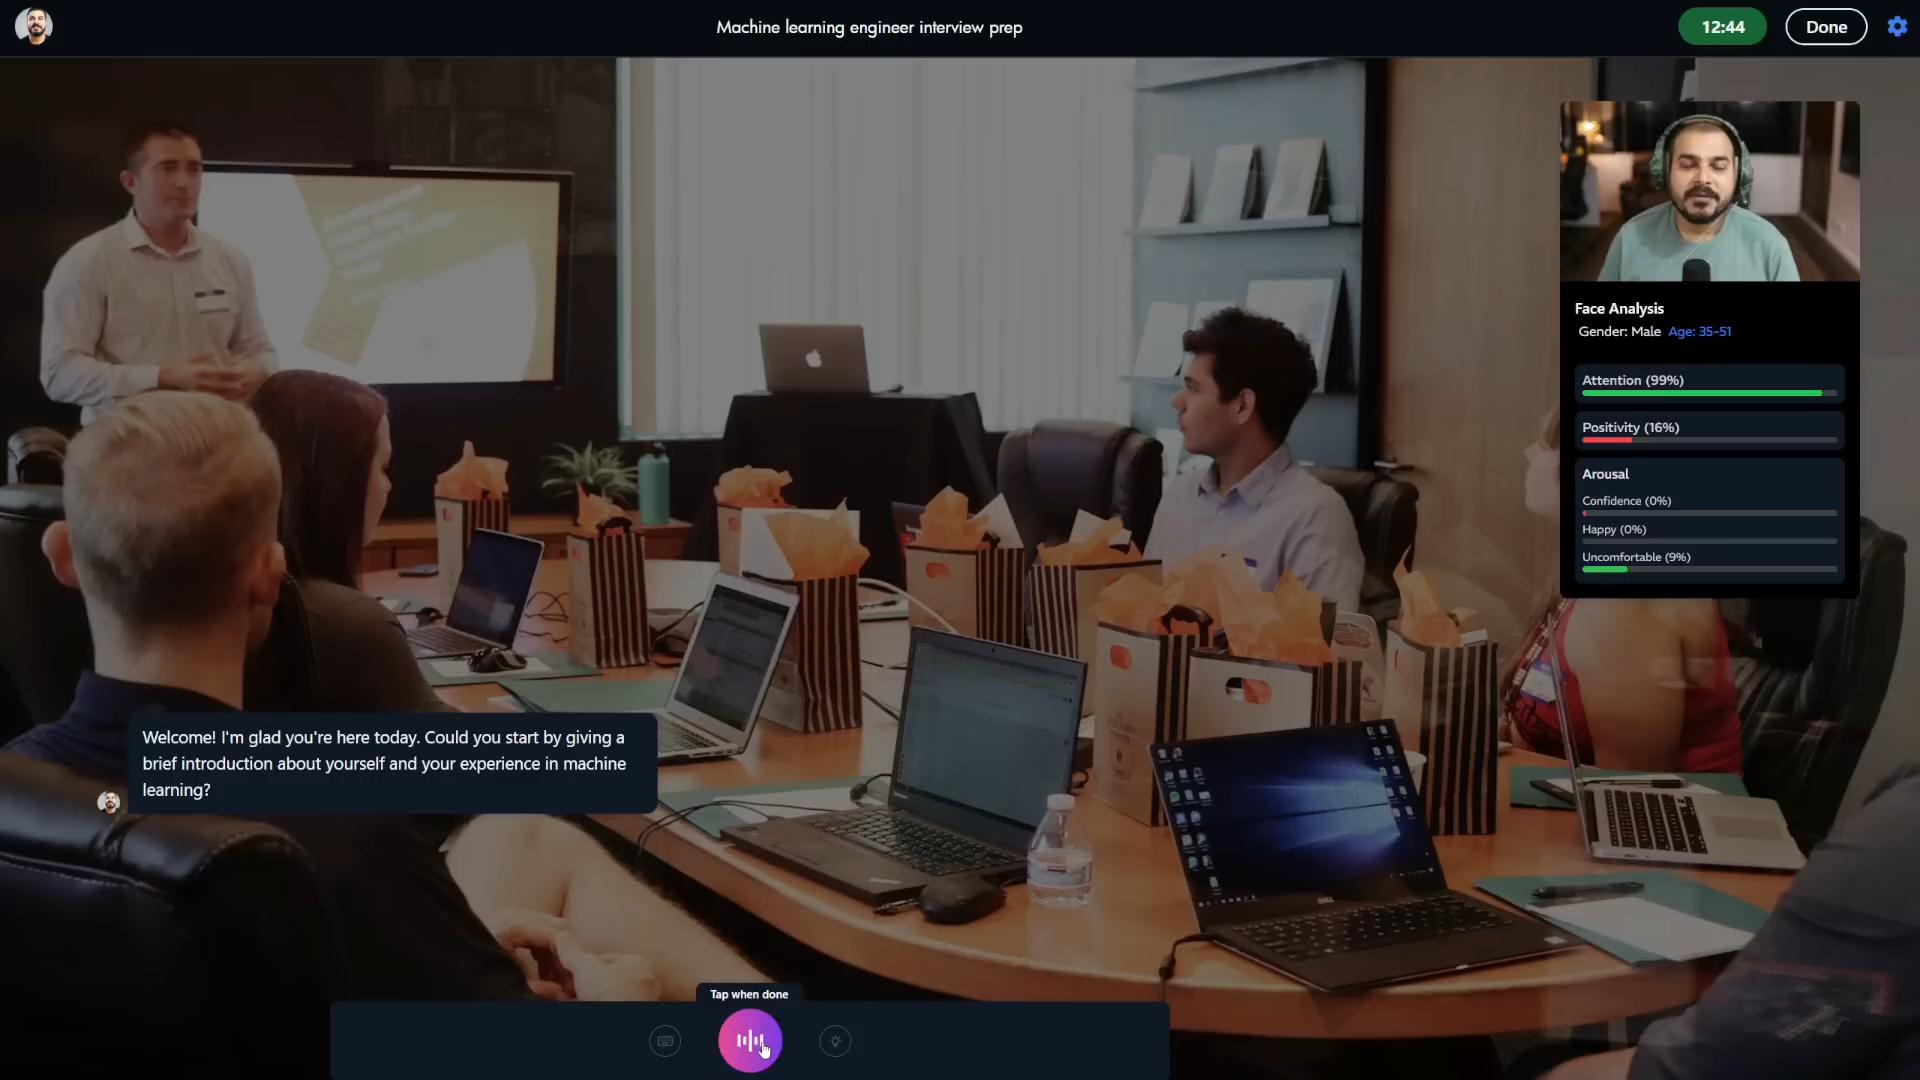 Machine learning engineer interview prep
12:44
Done
Face Analysis
Gender: Male Age: 35-51
Attention (99%)
Positivity (16%)
Arousal
Confidence (0%)
Happy (0%)
Uncomfortable (9%)
Welcome! I'm glad you're here today. Could you start by giving a
brief introduction about yourself and your experience in machine
learning?
Tap when done